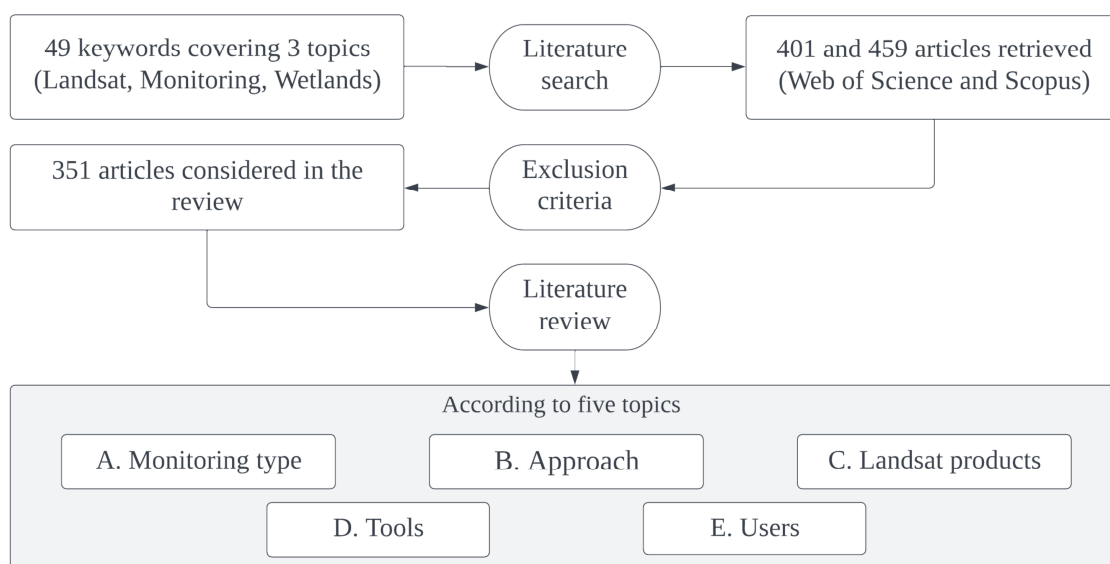 49 keywords covering 3 topics
(Landsat, Monitoring, Wetlands)
Literature
search
401 and 459 articles retrieved
(Web of Science and Scopus)
351 articles considered in the
review
Exclusion
criteria
Literature
review
According to five topics
A. Monitoring type
B. Approach
C. Landsat products
D. Tools
E. Users